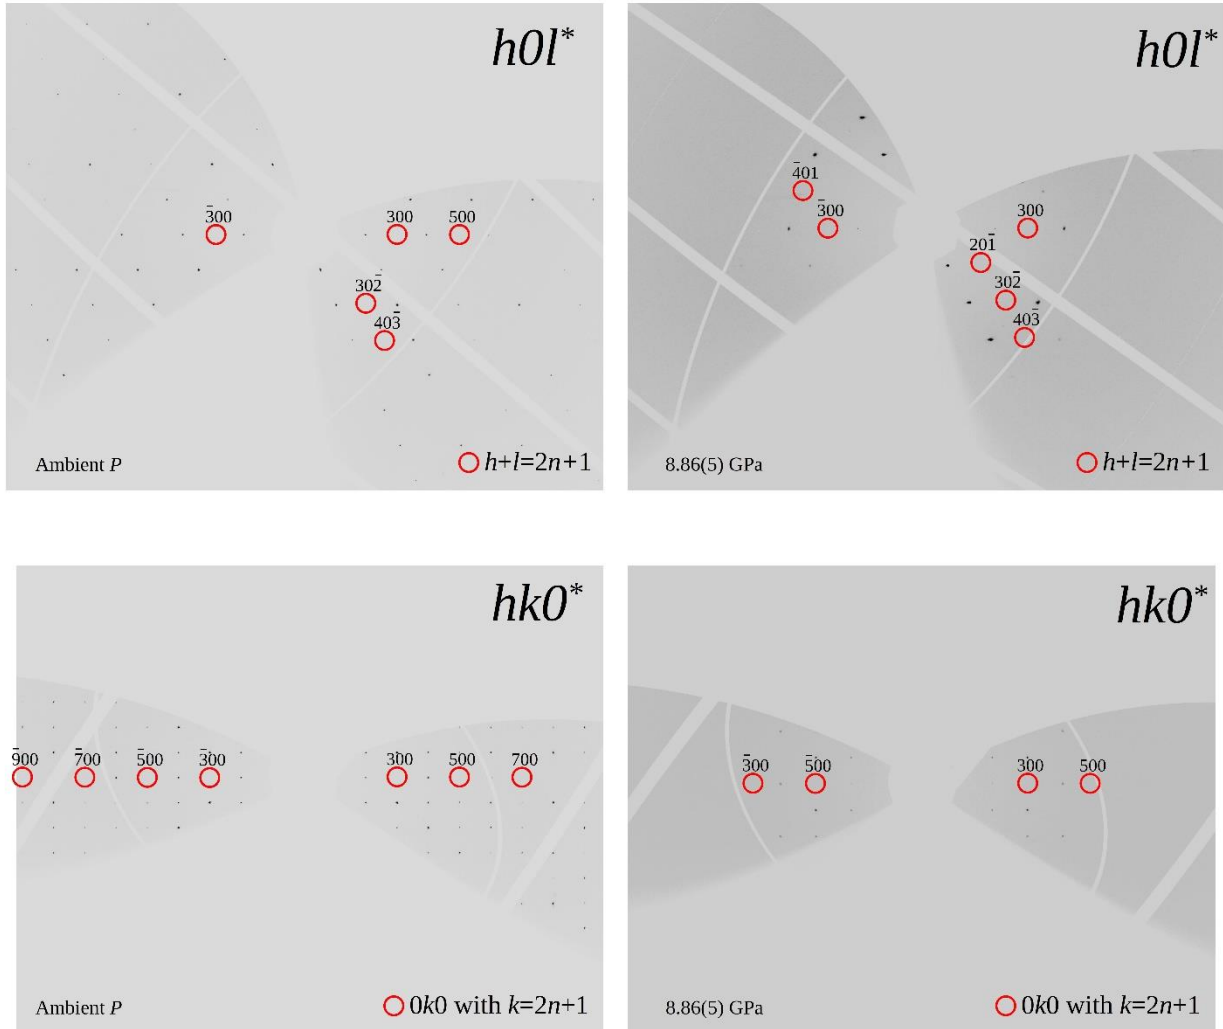 h0l*
3̄00
300
500
302̄
403̄
Ambient P
h+l=2n+1
h0l*
4̄01
3̄00
300
201̄
302̄
403̄
8.86(5) GPa
h+l=2n+1
hk0*
9̄00
7̄00
5̄00
3̄00
300
500
700
Ambient P
0k0 with k=2n+1
hk0*
3̄00
5̄00
300
500
8.86(5) GPa
0k0 with k=2n+1